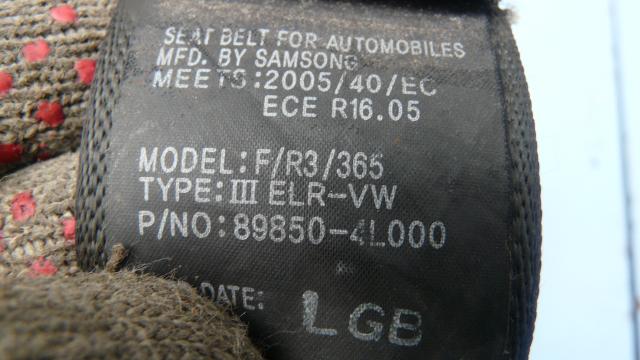 SEAT BELT FOR AUTOMOBILES
MFD. BY SAMSONG
MEETS:2005/40/EC
ECE R16.05
MODEL:F/R3/365
TYPE:III ELR-VW
P/NO:89850-4L000
DATE: LGB